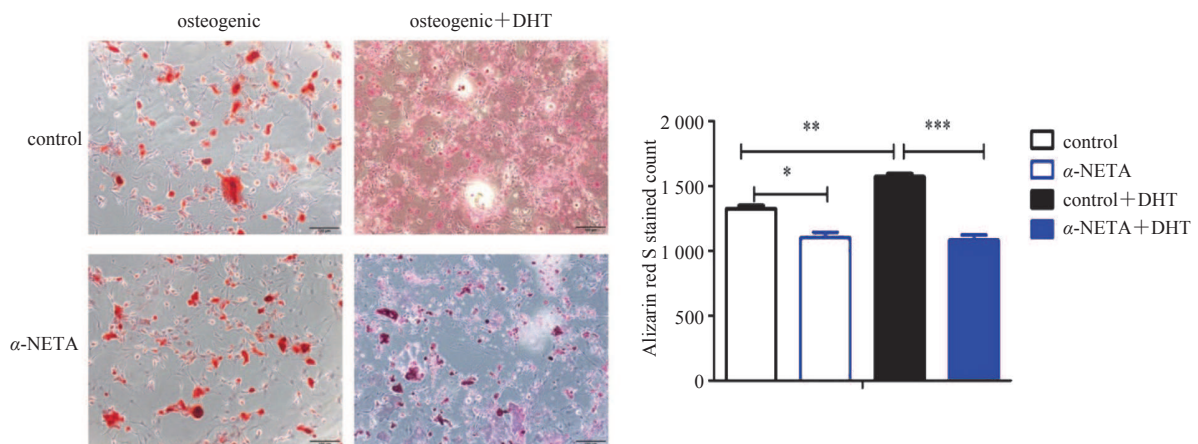 osteogenic
osteogenic+DHT
control
α-NETA
Alizarin red S stained count
2 000
1 500
1 000
500
0
**
***
*
control
α-NETA
control+DHT
α-NETA+DHT